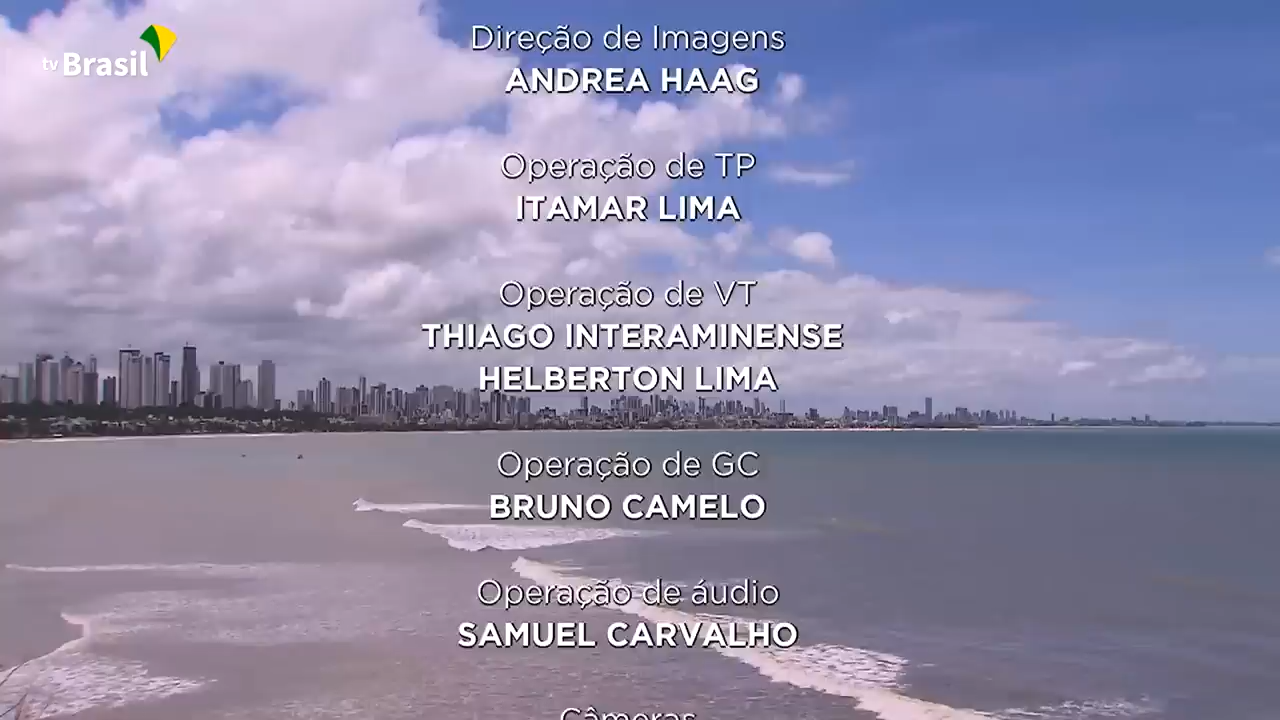 tv Brasil
Direção de Imagens
ANDREA HAAG
Operação de TP
ITAMAR LIMA
Operação de VT
THIAGO INTERAMINENSE
HELBERTON LIMA
Operação de GC
BRUNO CAMELO
Operação de áudio
SAMUEL CARVALHO
Câmeras